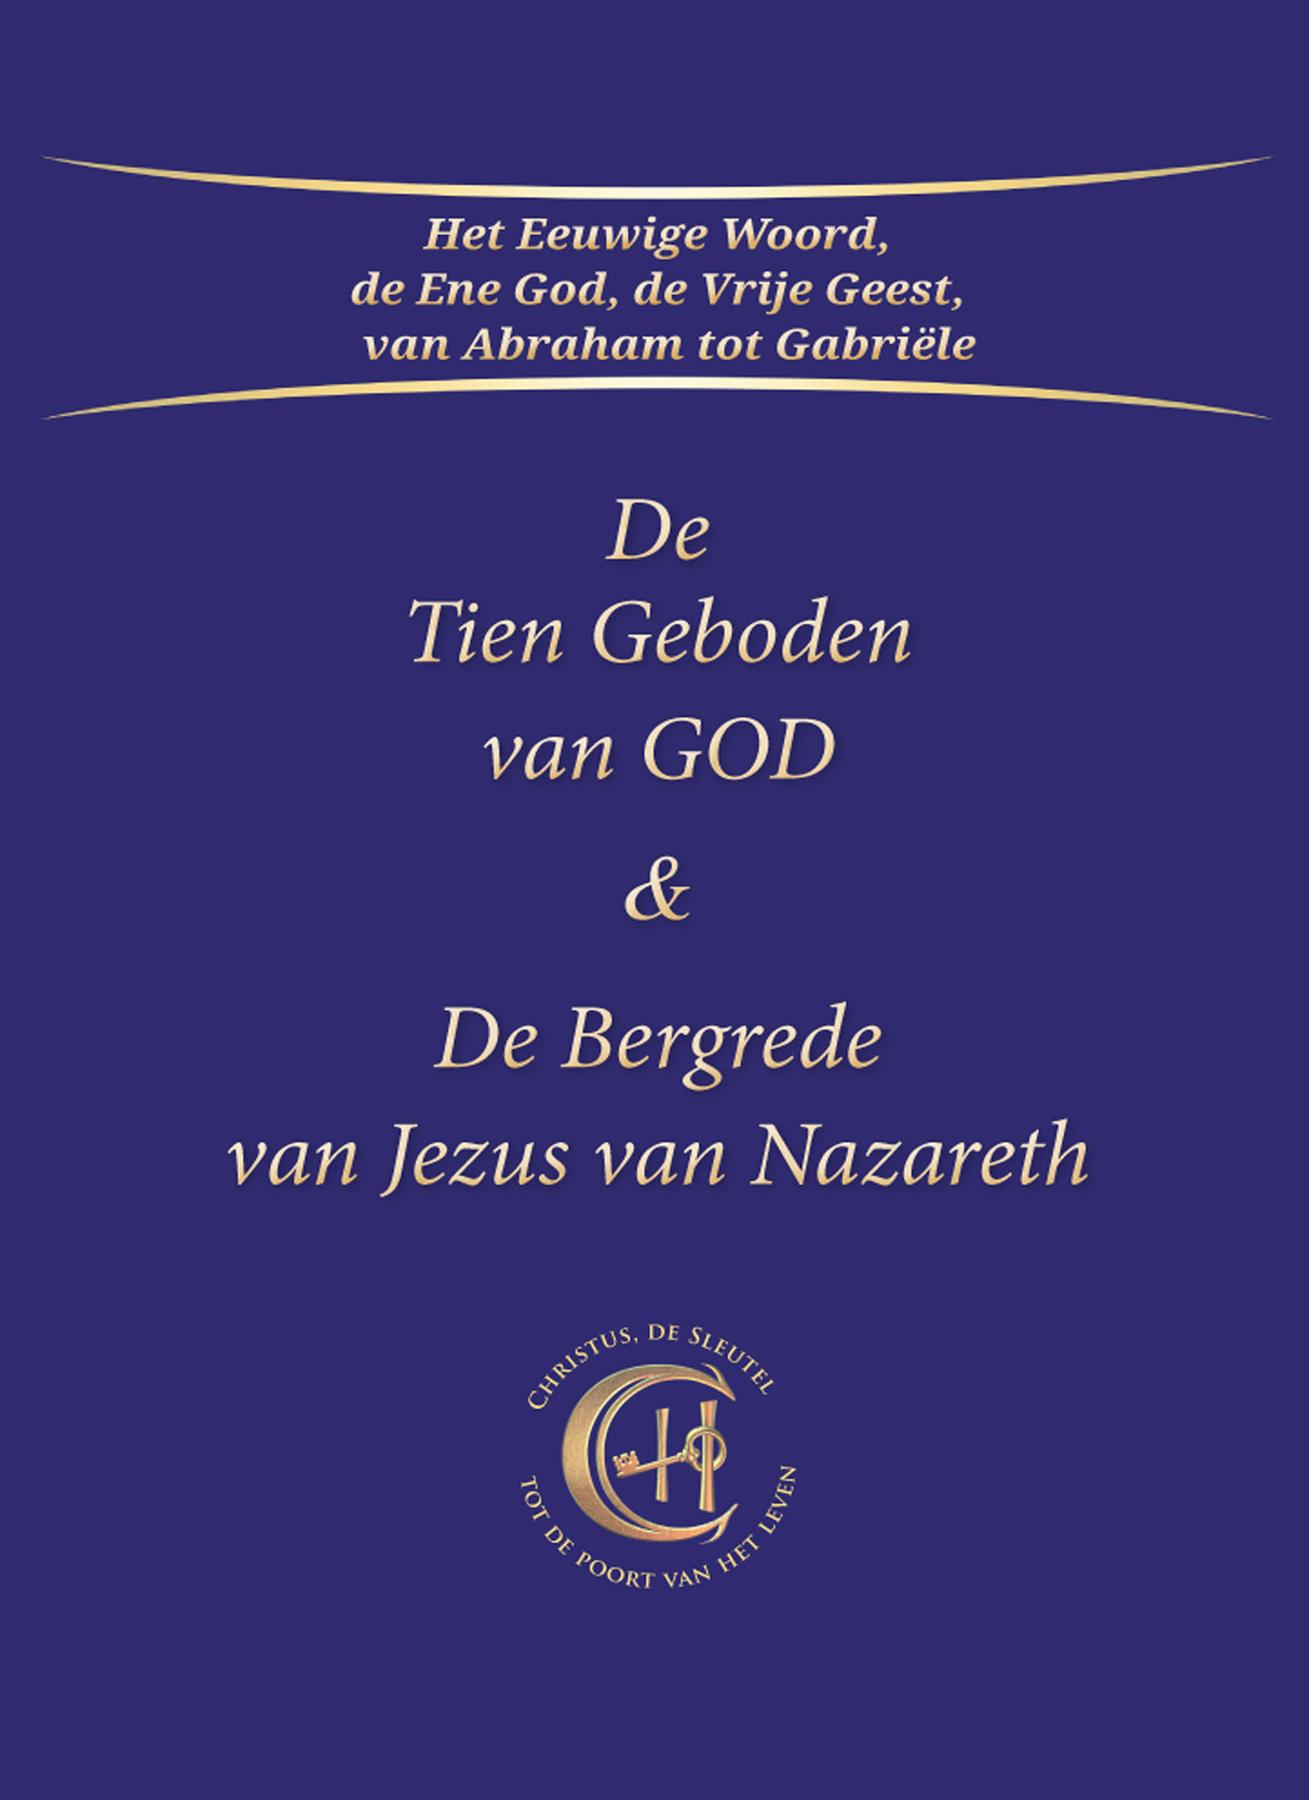 Het Eeuwige Woord,
de Ene God, de Vrije Geest,
van Abraham tot Gabriële
De
Tien Geboden
van GOD
&
De Bergrede
van Jezus van Nazareth
Christus, de Sleutel
CH
tot de poort van het leven